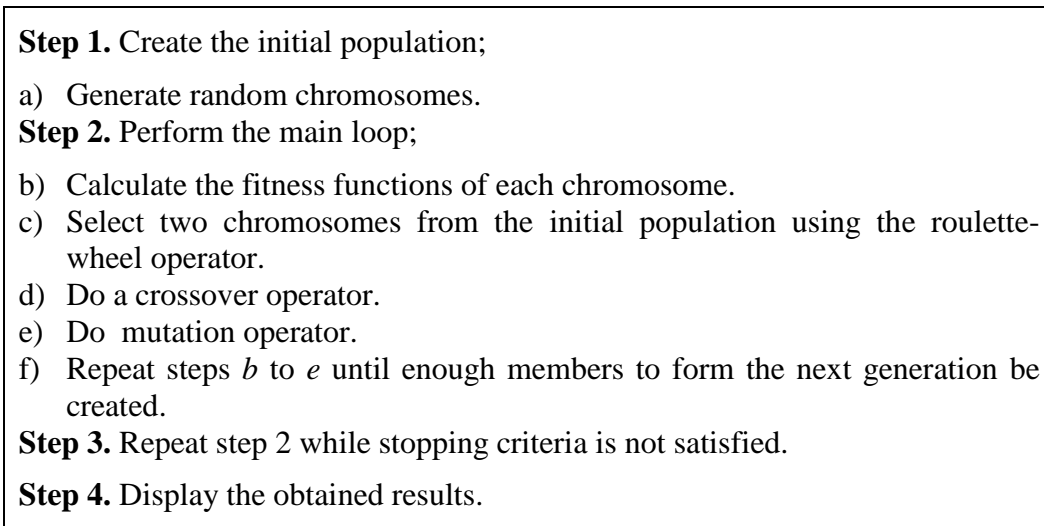 Step 1. Create the initial population;
a) Generate random chromosomes.
Step 2. Perform the main loop;
b) Calculate the fitness functions of each chromosome.
c) Select two chromosomes from the initial population using the roulette-
wheel operator.
d) Do a crossover operator.
e) Do mutation operator.
f) Repeat steps b to e until enough members to form the next generation be
created.
Step 3. Repeat step 2 while stopping criteria is not satisfied.
Step 4. Display the obtained results.